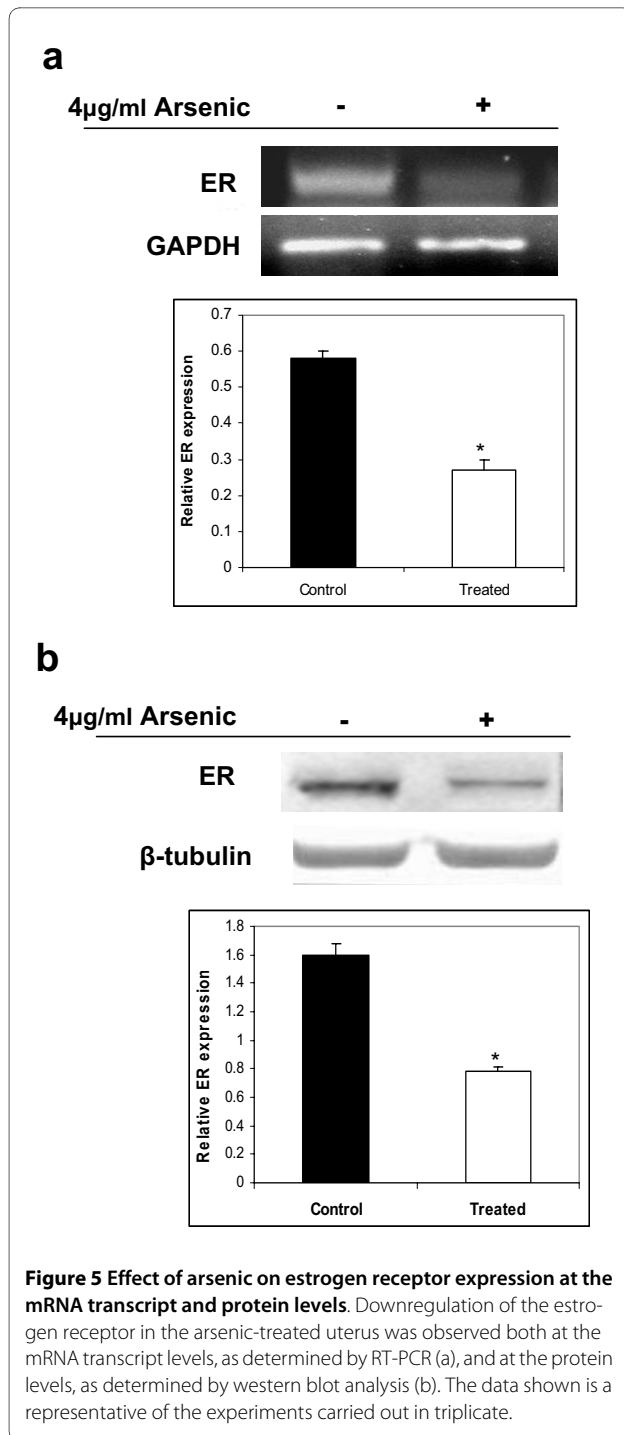 a
4µg/ml Arsenic - +
ER
GAPDH
Relative ER expression
0.7
0.6
0.5
0.4
0.3
0.2
0.1
0
*
Control Treated
b
4µg/ml Arsenic - +
ER
β-tubulin
Relative ER expression
1.8
1.6
1.4
1.2
1
0.8
0.6
0.4
0.2
0
*
Control Treated
Figure 5 Effect of arsenic on estrogen receptor expression at the
mRNA transcript and protein levels. Downregulation of the estro-
gen receptor in the arsenic-treated uterus was observed both at the
mRNA transcript levels, as determined by RT-PCR (a), and at the protein
levels, as determined by western blot analysis (b). The data shown is a
representative of the experiments carried out in triplicate.